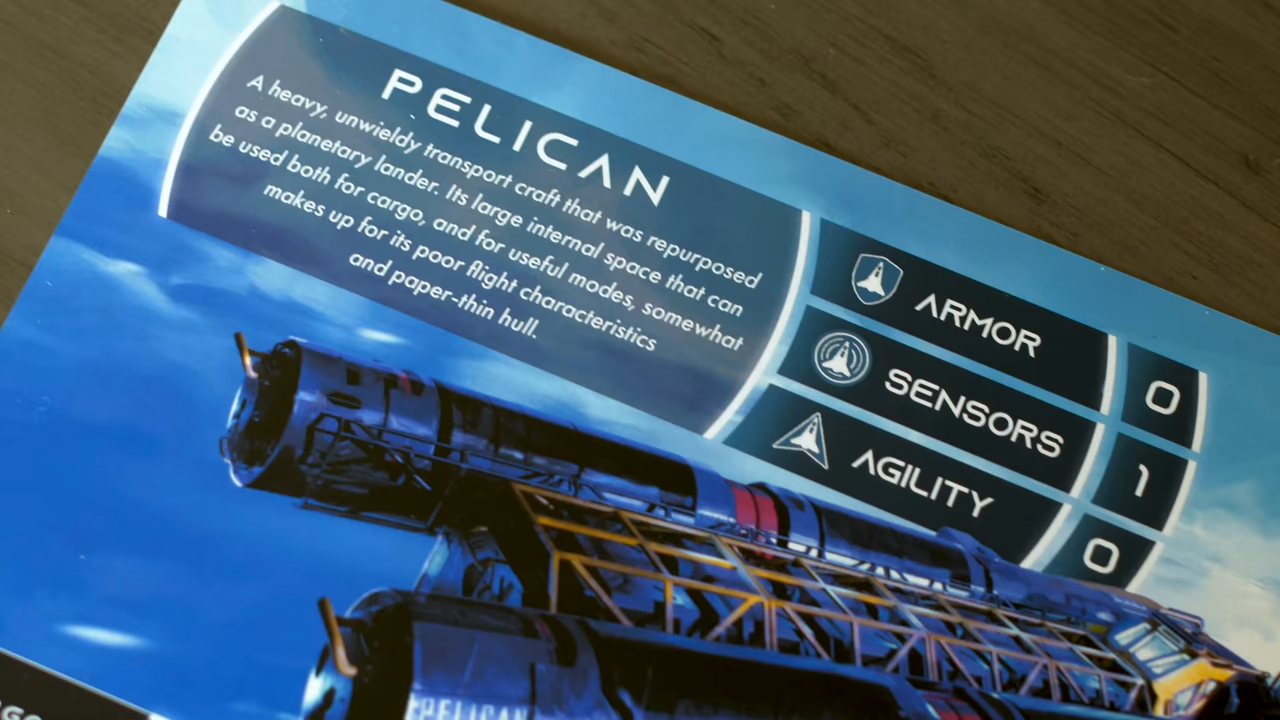 PELICAN
A heavy, unwieldy transport craft that was repurposed
as a planetary lander. Its large internal space that can
be used both for cargo, and for useful modes, somewhat
makes up for its poor flight characteristics
and paper-thin hull.
ARMOR 0
SENSORS 1
AGILITY 0
PELICAN